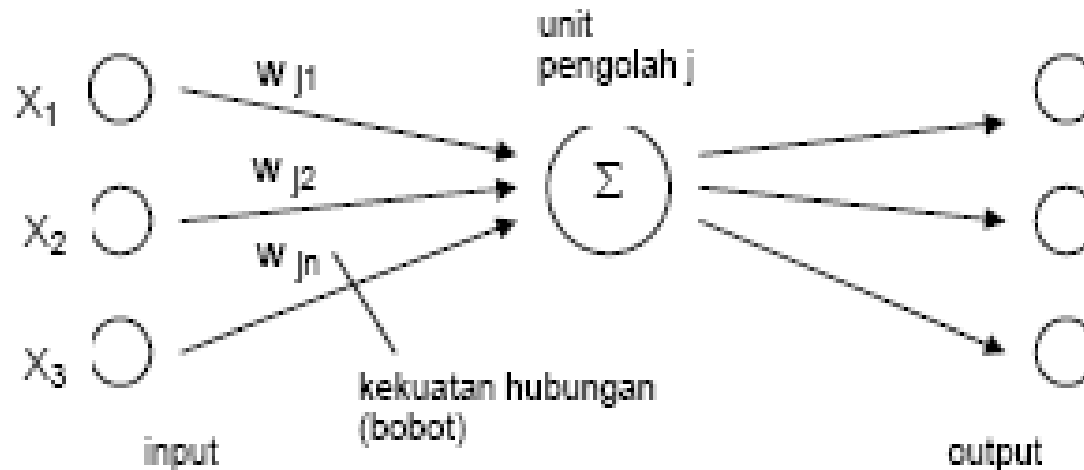 unit
pengolah j
X1
w j1
X2
w j2
Σ
w jn
X3
kekuatan hubungan
(bobot)
input
output